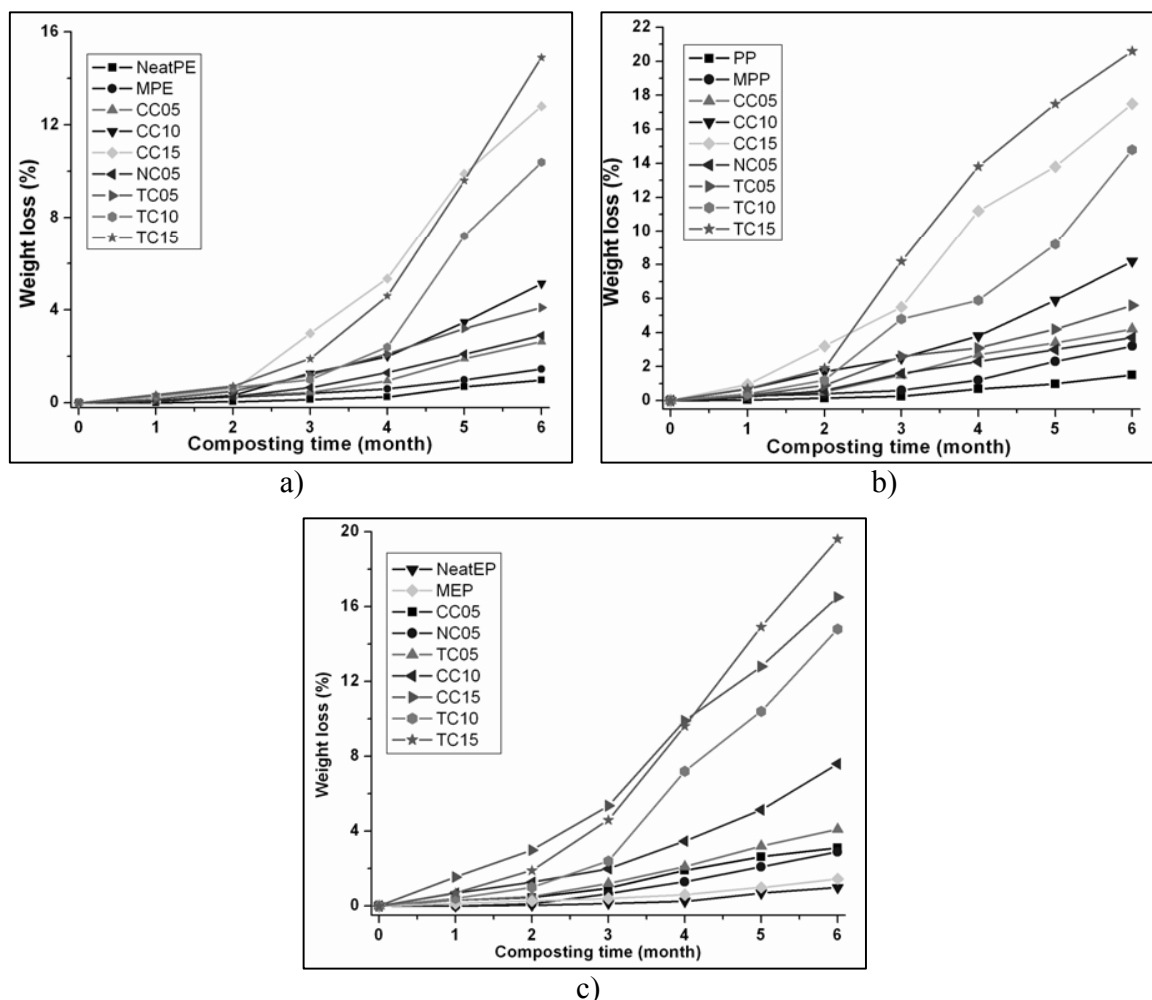 16
12
8
4
0
Weight loss (%)
NeatPE
MPE
CC05
CC10
CC15
NC05
TC05
TC10
TC15
0 1 2 3 4 5 6
Composting time (month)
a)
22
20
18
16
14
12
10
8
6
4
2
0
Weight loss (%)
PP
MPP
CC05
CC10
CC15
NC05
TC05
TC10
TC15
0 1 2 3 4 5 6
Composting time (month)
b)
20
16
12
8
4
0
Weight loss (%)
NeatEP
MEP
CC05
NC05
TC05
CC10
CC15
TC10
TC15
0 1 2 3 4 5 6
Composting time (month)
c)